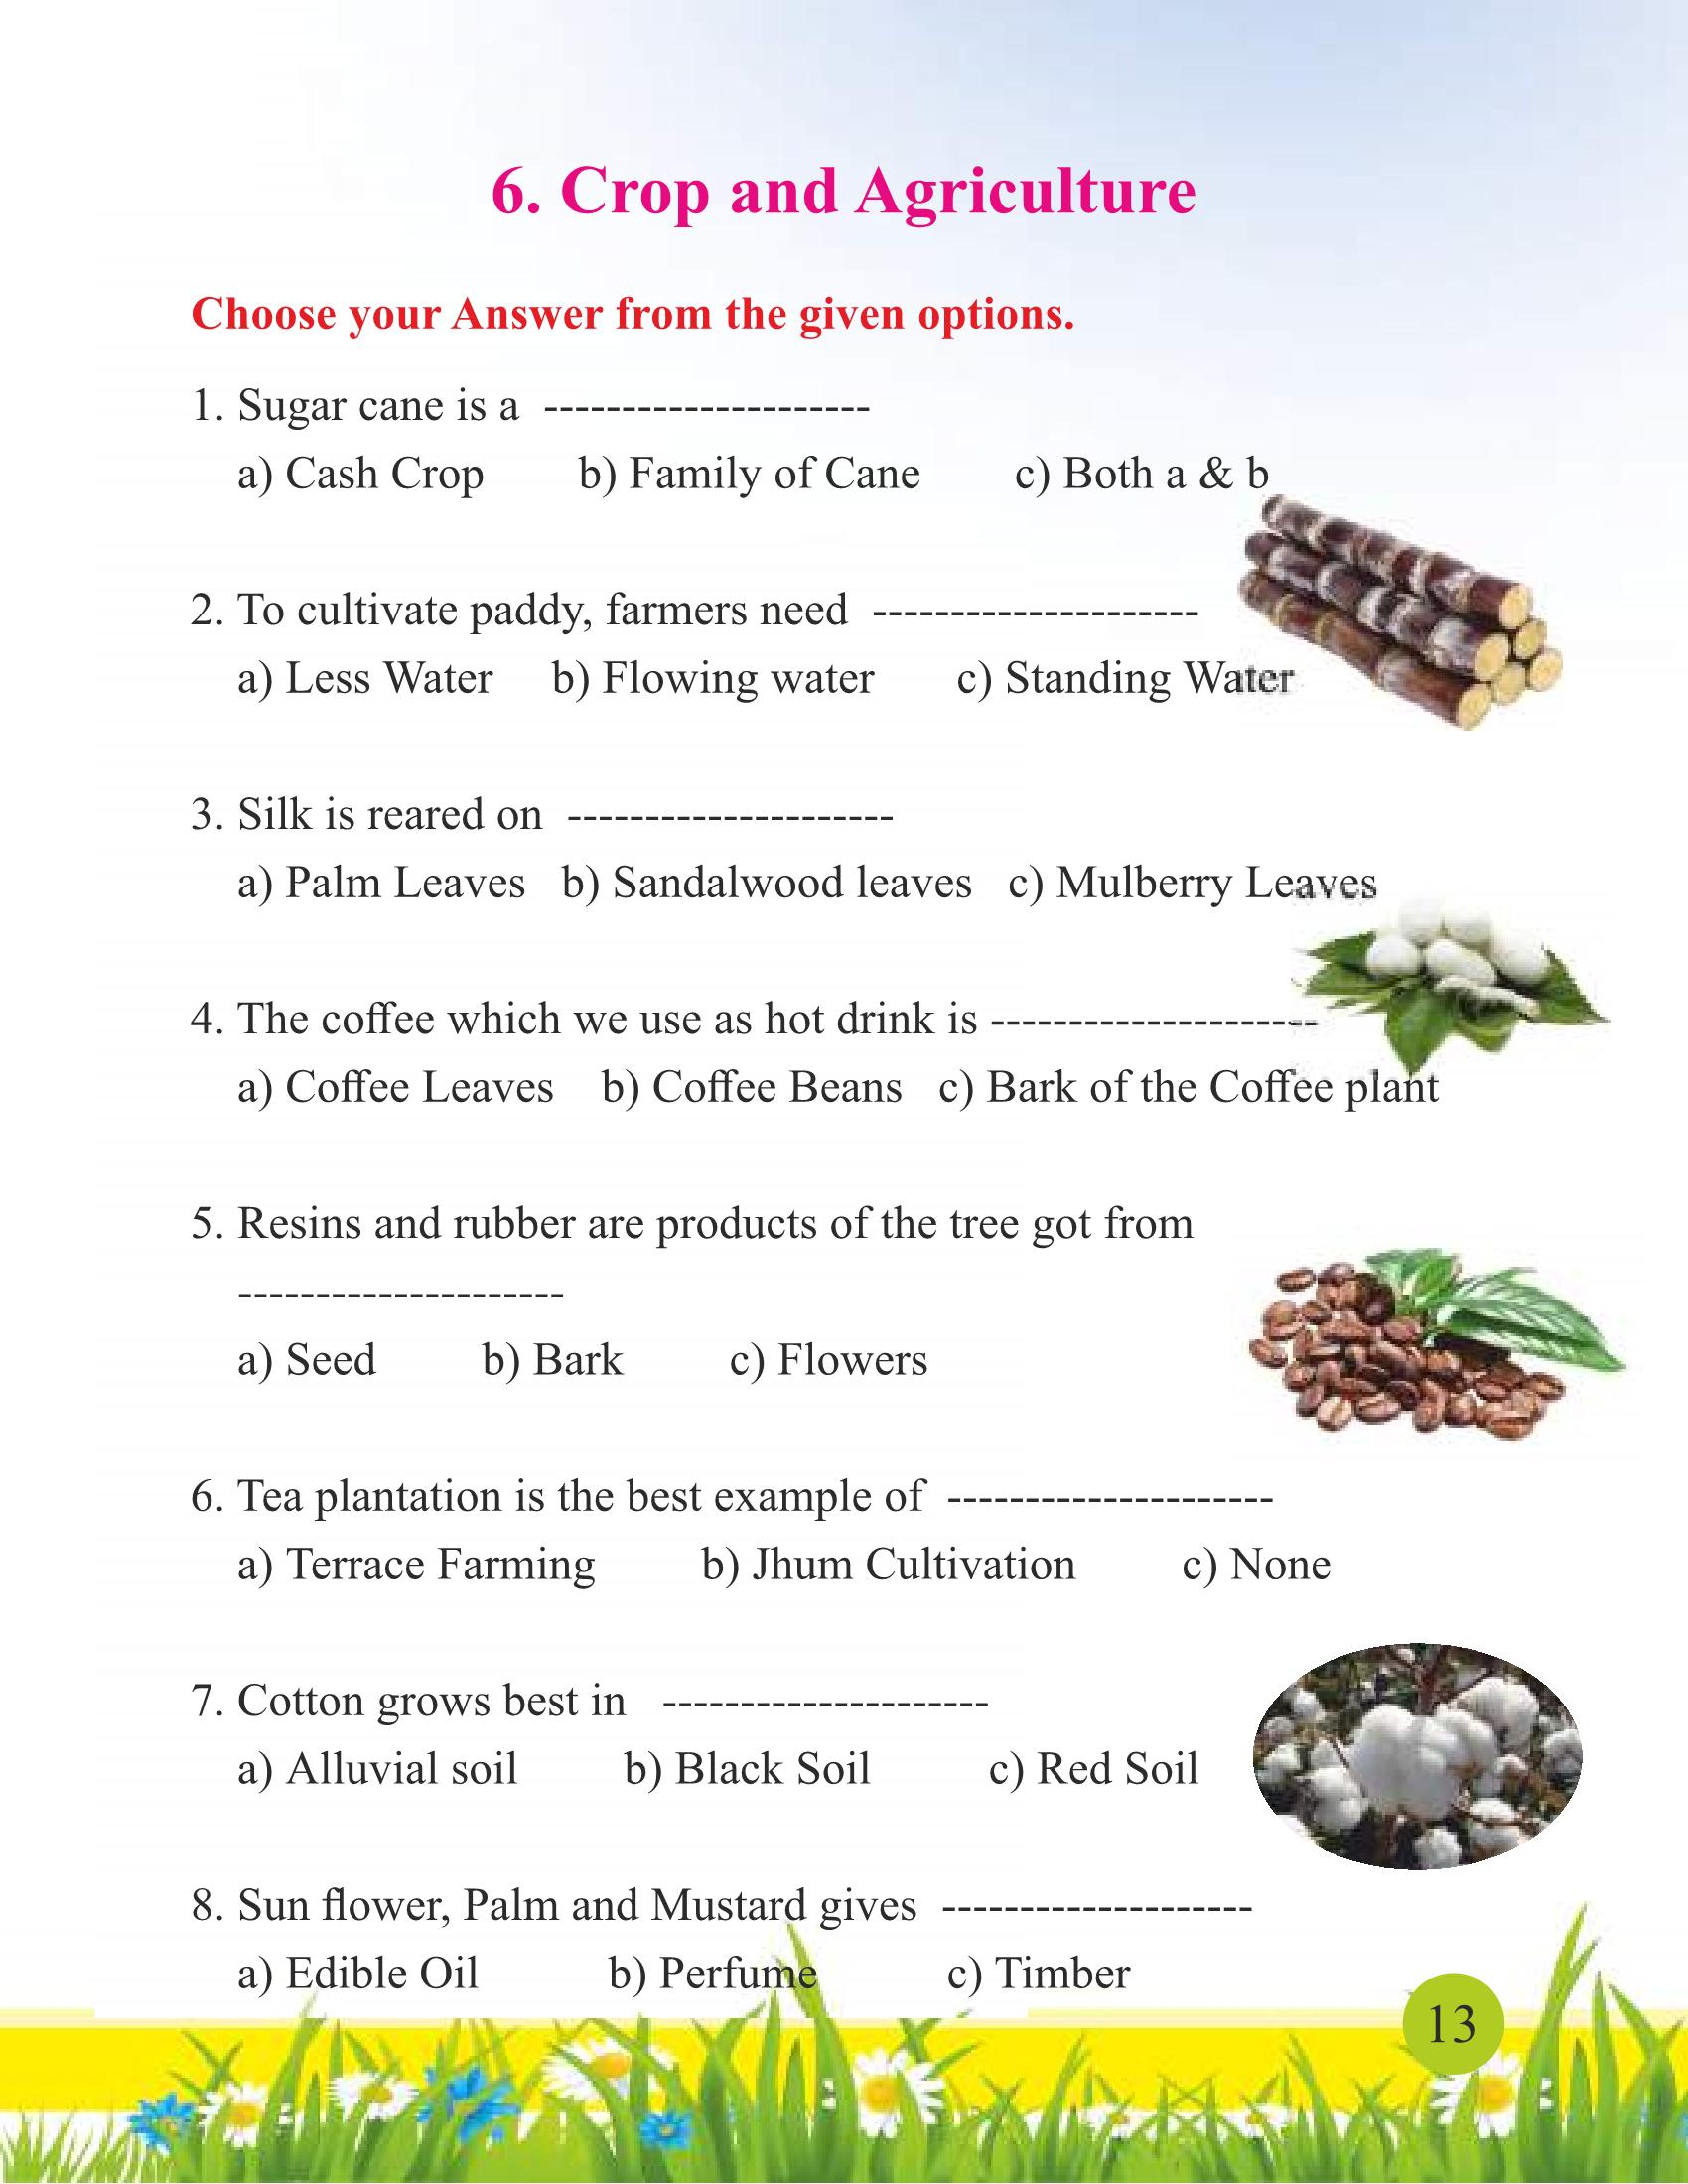 6. Crop and Agriculture
Choose your Answer from the given options.
1. Sugar cane is a ---------------------
a) Cash Crop b) Family of Cane c) Both a & b
2. To cultivate paddy, farmers need ---------------------
a) Less Water b) Flowing water c) Standing Water
3. Silk is reared on ---------------------
a) Palm Leaves b) Sandalwood leaves c) Mulberry Leaves
4. The coffee which we use as hot drink is ---------------------
a) Coffee Leaves b) Coffee Beans c) Bark of the Coffee plant
5. Resins and rubber are products of the tree got from
---------------------
a) Seed b) Bark c) Flowers
6. Tea plantation is the best example of ---------------------
a) Terrace Farming b) Jhum Cultivation c) None
7. Cotton grows best in ---------------------
a) Alluvial soil b) Black Soil c) Red Soil
8. Sun flower, Palm and Mustard gives --------------------
a) Edible Oil b) Perfume c) Timber
13